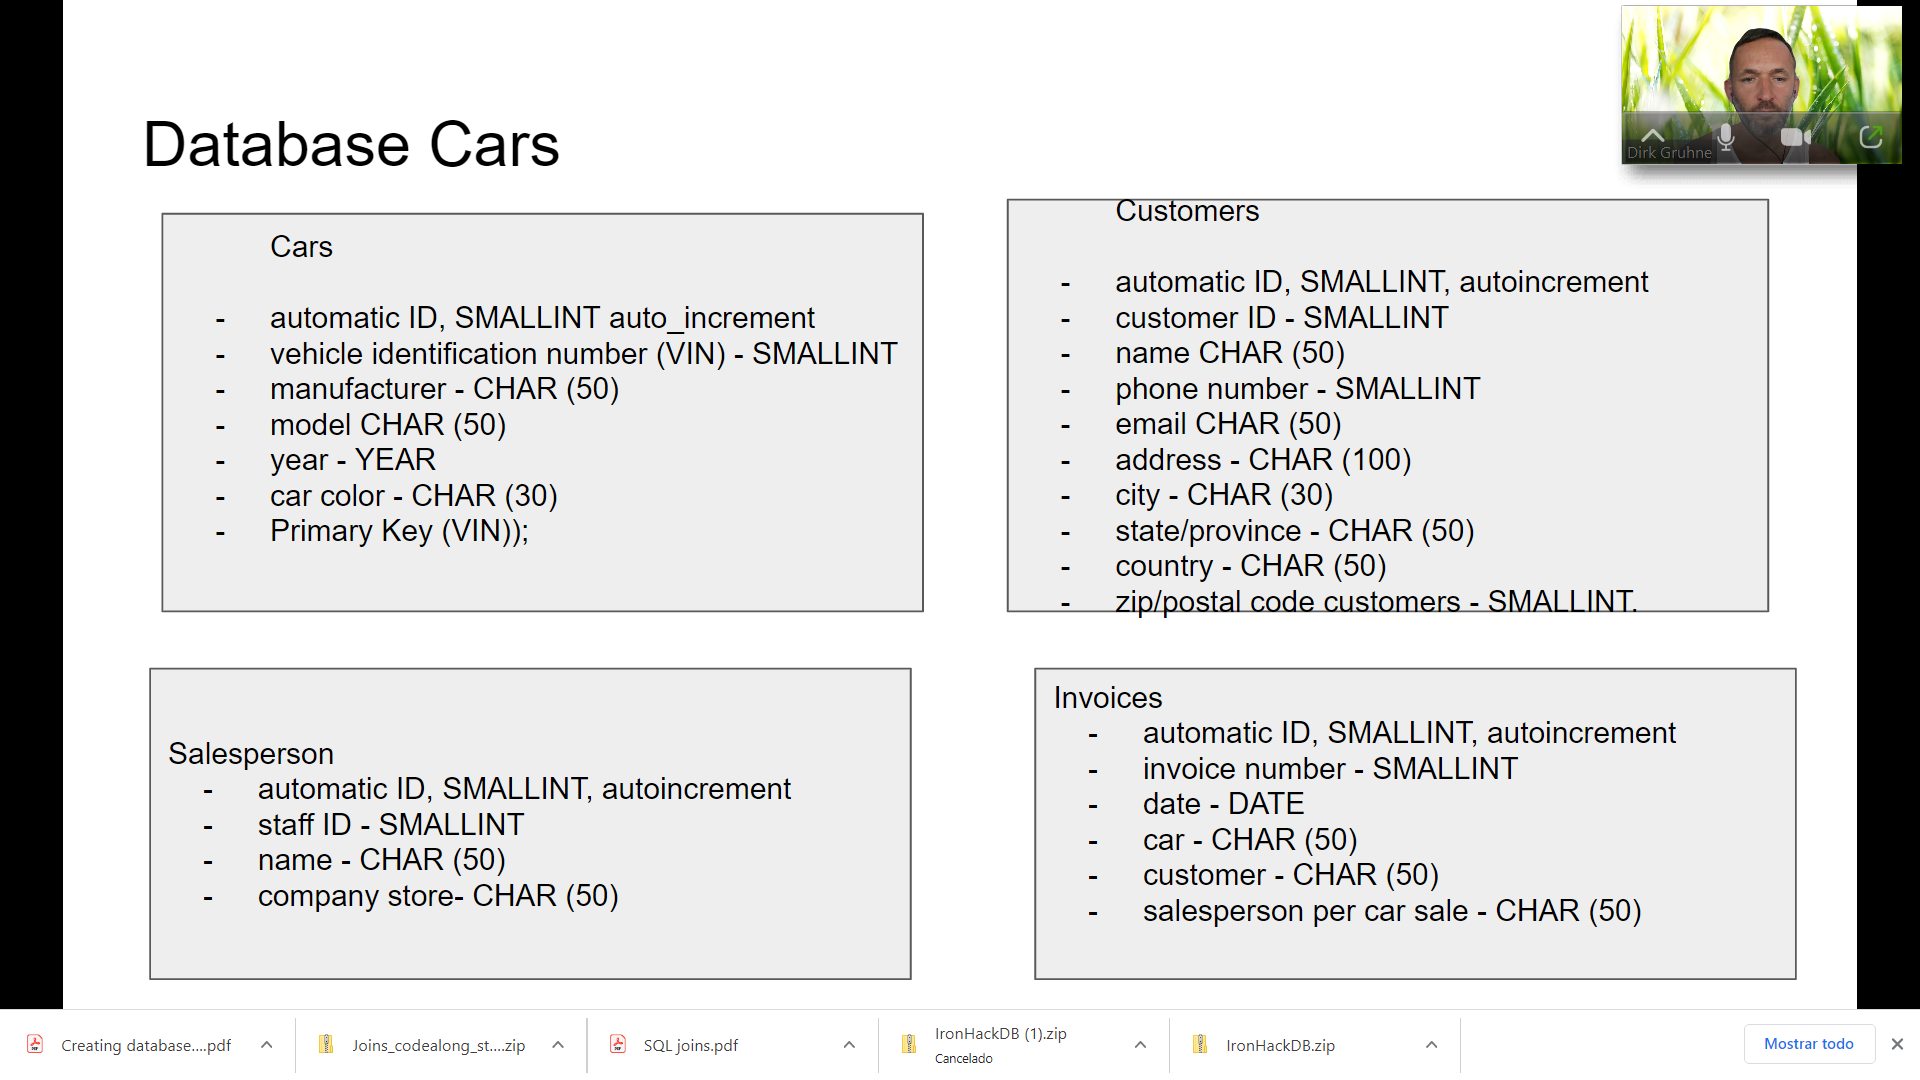 Database Cars
Dirk Gruhne
Cars
- automatic ID, SMALLINT auto_increment
- vehicle identification number (VIN) - SMALLINT
- manufacturer - CHAR (50)
- model CHAR (50)
- year - YEAR
- car color - CHAR (30)
- Primary Key (VIN));
Customers
- automatic ID, SMALLINT, autoincrement
- customer ID - SMALLINT
- name CHAR (50)
- phone number - SMALLINT
- email CHAR (50)
- address - CHAR (100)
- city - CHAR (30)
- state/province - CHAR (50)
- country - CHAR (50)
- zip/postal code customers - SMALLINT.
Salesperson
- automatic ID, SMALLINT, autoincrement
- staff ID - SMALLINT
- name - CHAR (50)
- company store- CHAR (50)
Invoices
- automatic ID, SMALLINT, autoincrement
- invoice number - SMALLINT
- date - DATE
- car - CHAR (50)
- customer - CHAR (50)
- salesperson per car sale - CHAR (50)
Creating database....pdf
Joins_codealong_st....zip
SQL joins.pdf
IronHackDB (1).zip
Cancelado
IronHackDB.zip
Mostrar todo